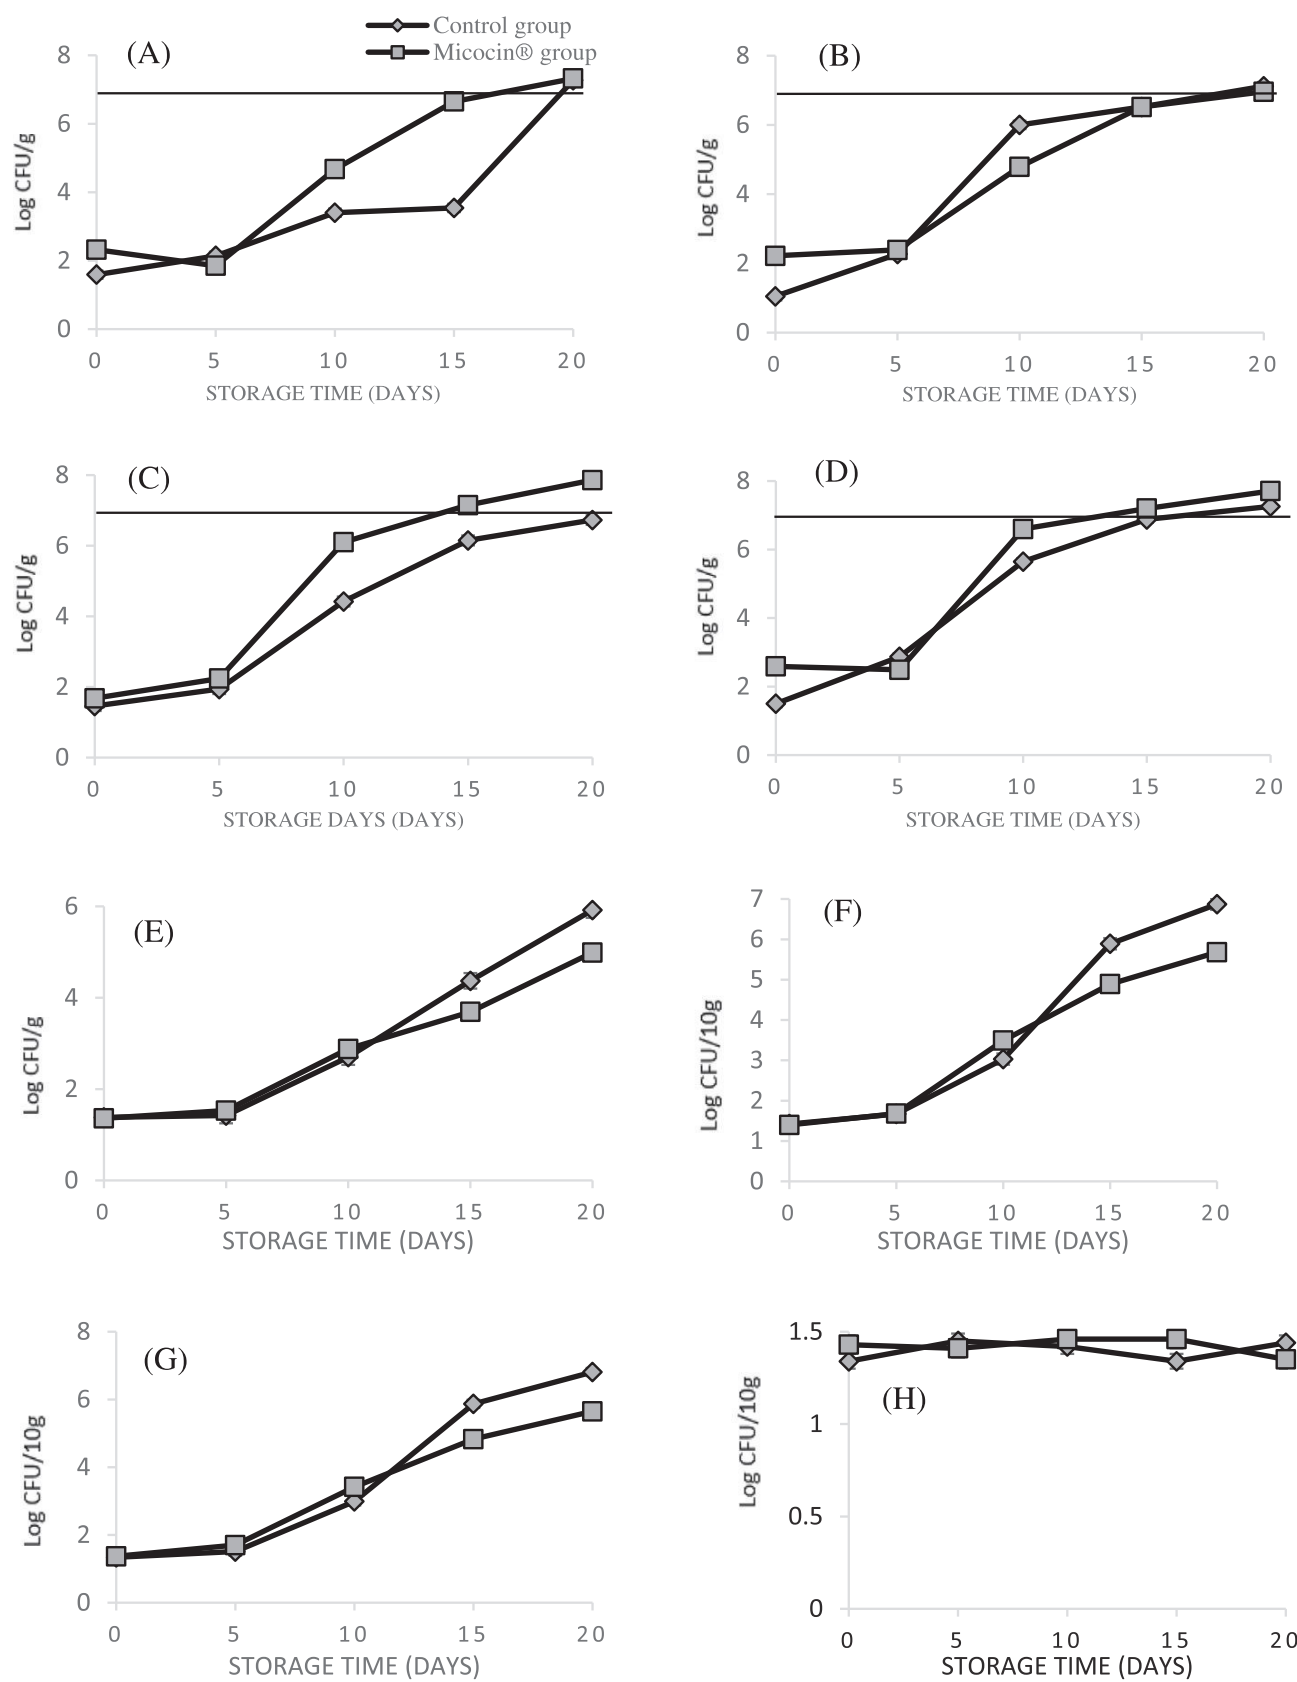 Control group
Micocin® group
(A)
8
6
4
2
0
Log CFU/g
0 5 10 15 20
STORAGE TIME (DAYS)
(B)
8
6
4
2
0
Log CFU/g
0 5 10 15 20
STORAGE TIME (DAYS)
(C)
8
6
4
2
0
Log CFU/g
0 5 10 15 20
STORAGE DAYS (DAYS)
(D)
8
6
4
2
0
Log CFU/g
0 5 10 15 20
STORAGE TIME (DAYS)
(E)
6
4
2
0
Log CFU/g
0 5 10 15 20
STORAGE TIME (DAYS)
(F)
7
6
5
4
3
2
1
0
Log CFU/10g
0 5 10 15 20
STORAGE TIME (DAYS)
(G)
8
6
4
2
0
Log CFU/10g
0 5 10 15 20
STORAGE TIME (DAYS)
(H)
1.5
1
0.5
0
Log CFU/10g
0 5 10 15 20
STORAGE TIME (DAYS)